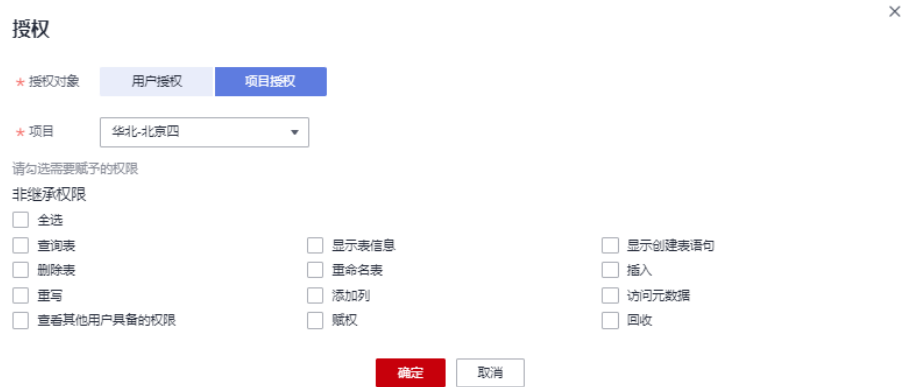 授权
* 授权对象 用户授权 项目授权
* 项目 华北-北京四
请勾选需要赋予的权限
非继承权限
全选
查询表 显示表信息 显示创建表语句
删除表 重命名表 插入
重写 添加列 访问元数据
查看其他用户具备的权限 赋权 回收
确定 取消